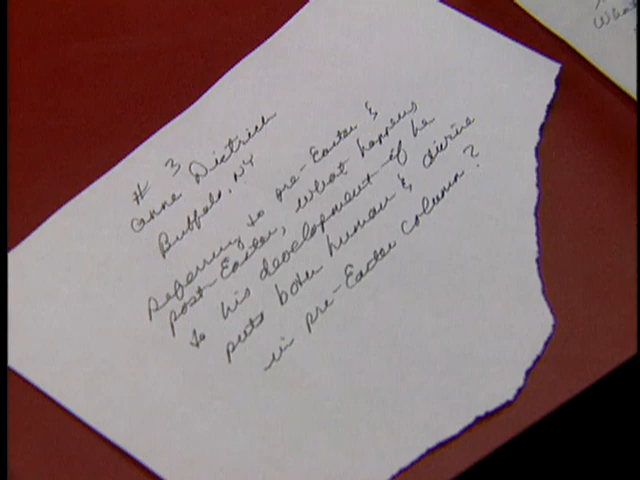 # 3
Anne Dietrich
Buffalo, NY
Referring to pre-Easter &
post-Easter, what happens
to his development if he
puts both human & divine
in pre-Easter column?
What